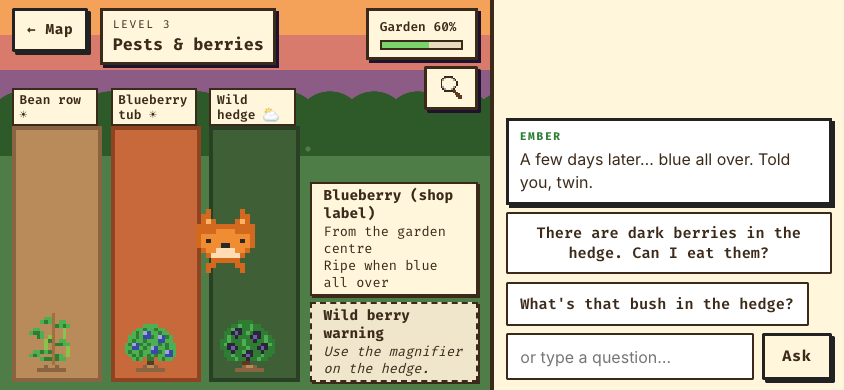 ← Map
LEVEL 3
Pests & berries
Garden 60%
Bean row
☀
Blueberry
tub ☀
Wild
hedge 🌥
Blueberry (shop
label)
From the garden
centre
Ripe when blue
all over
Wild berry
warning
Use the magnifier
on the hedge.
EMBER
A few days later… blue all over. Told
you, twin.
There are dark berries in the
hedge. Can I eat them?
What's that bush in the hedge?
or type a question…
Ask